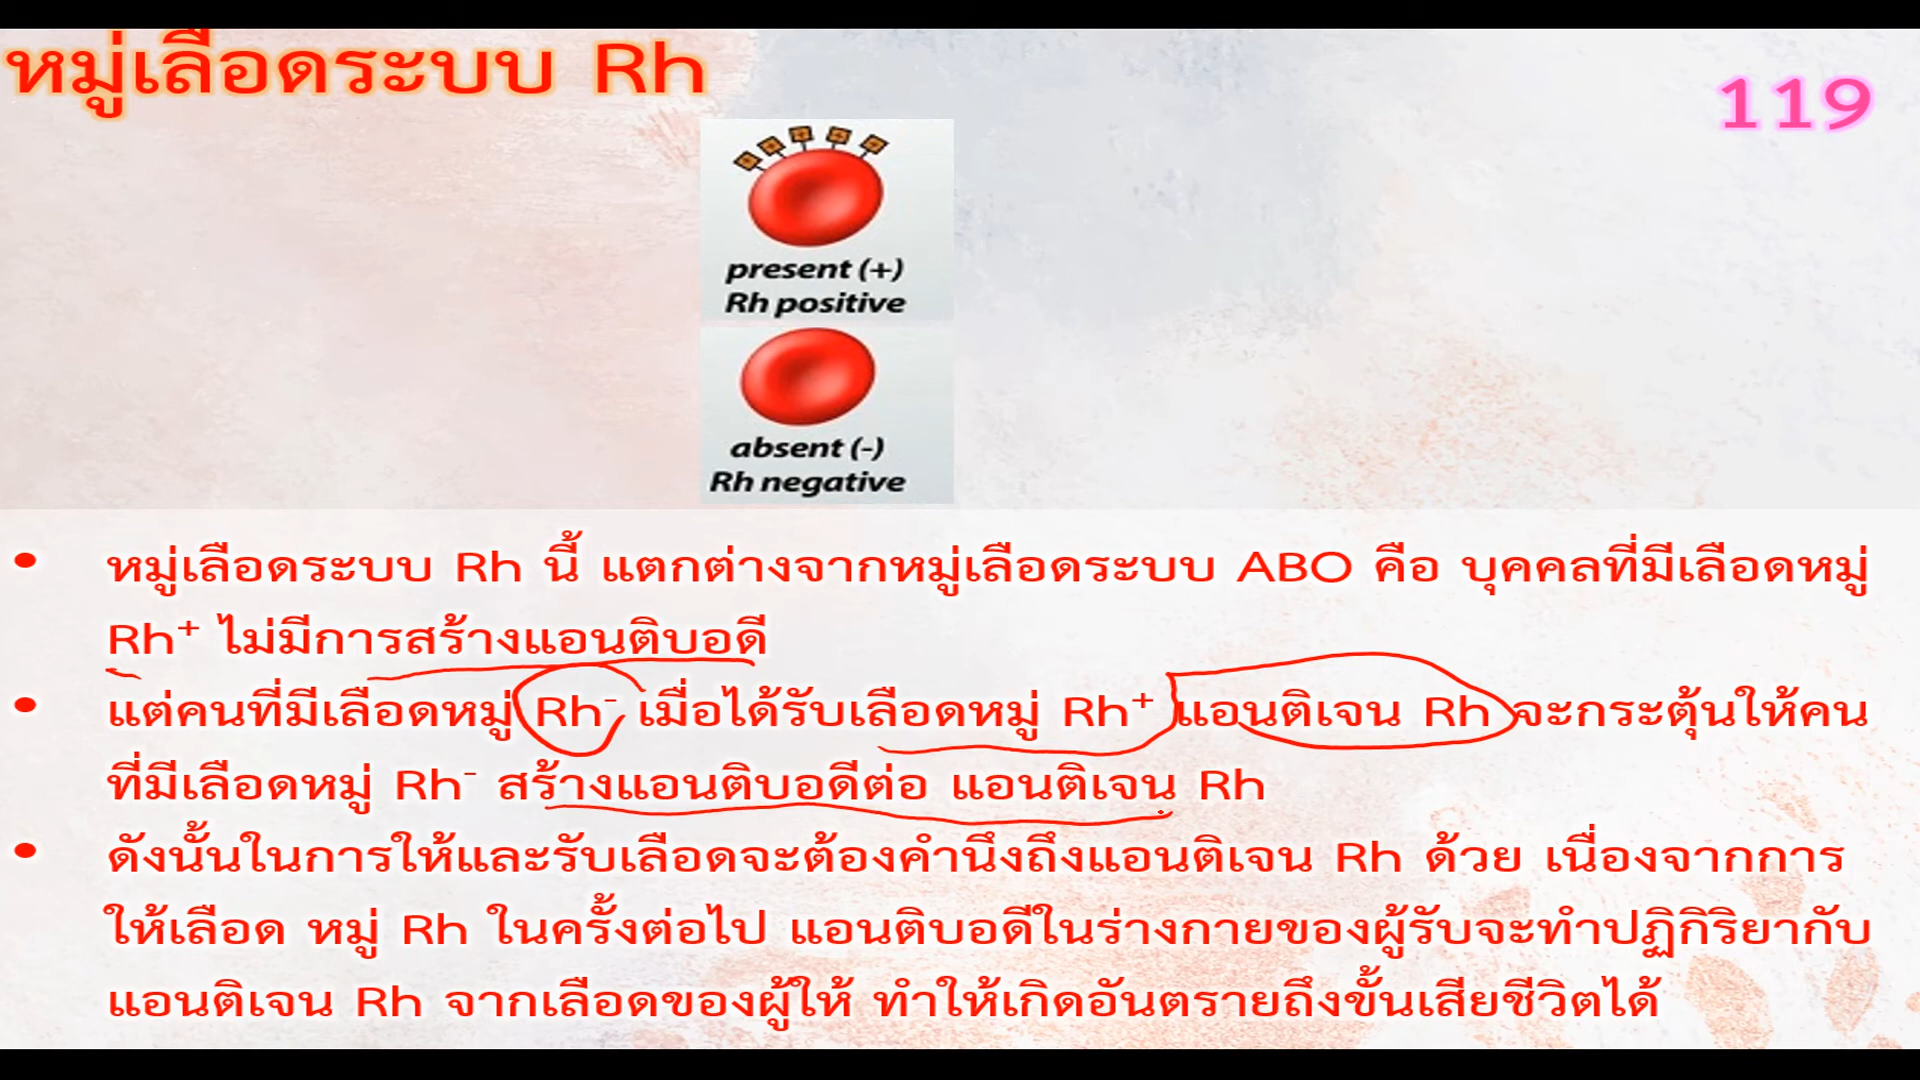 หมู่เลือดระบบ Rh
119
present (+)
Rh positive
absent (-)
Rh negative
• หมู่เลือดระบบ Rh นี้ แตกต่างจากหมู่เลือดระบบ ABO คือ บุคคลที่มีเลือดหมู่
Rh⁺ ไม่มีการสร้างแอนติบอดี
• แต่คนที่มีเลือดหมู่ Rh⁻ เมื่อได้รับเลือดหมู่ Rh⁺ แอนติเจน Rh จะกระตุ้นให้คน
ที่มีเลือดหมู่ Rh⁻ สร้างแอนติบอดีต่อ แอนติเจน Rh
• ดังนั้นในการให้และรับเลือดจะต้องคำนึงถึงแอนติเจน Rh ด้วย เนื่องจากการ
ให้เลือด หมู่ Rh ในครั้งต่อไป แอนติบอดีในร่างกายของผู้รับจะทำปฏิกิริยากับ
แอนติเจน Rh จากเลือดของผู้ให้ ทำให้เกิดอันตรายถึงขั้นเสียชีวิตได้